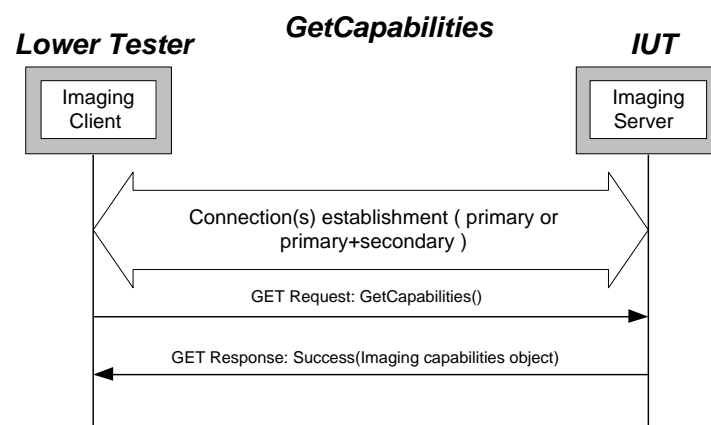 GetCapabilities
Lower Tester
IUT
Imaging
Client
Imaging
Server
Connection(s) establishment ( primary or
primary+secondary )
GET Request: GetCapabilities()
GET Response: Success(Imaging capabilities object)